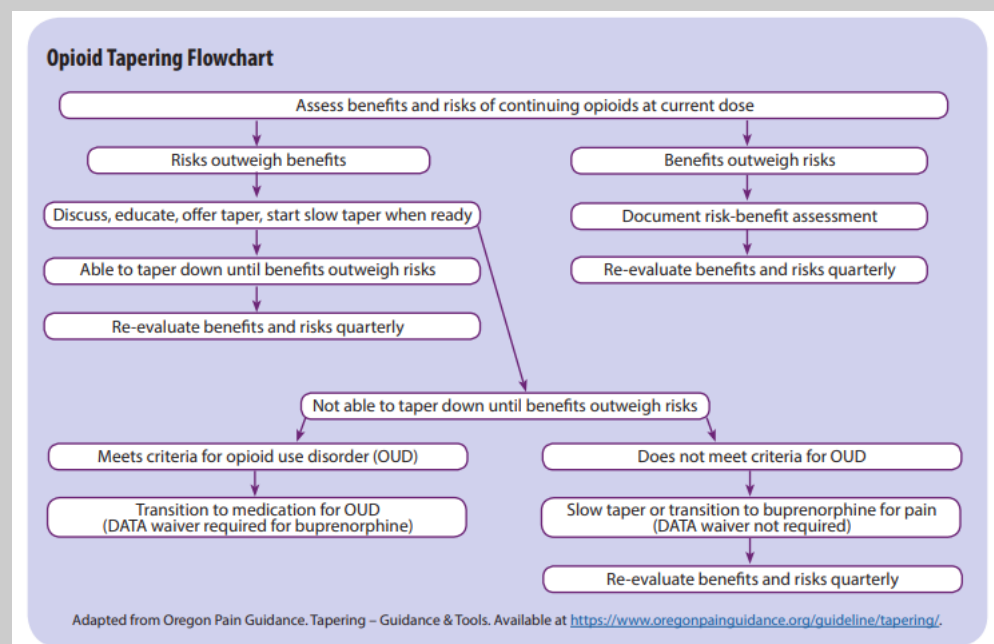 Opioid Tapering Flowchart
Assess benefits and risks of continuing opioids at current dose
Risks outweigh benefits
Benefits outweigh risks
Discuss, educate, offer taper, start slow taper when ready
Document risk-benefit assessment
Able to taper down until benefits outweigh risks
Re-evaluate benefits and risks quarterly
Re-evaluate benefits and risks quarterly
Not able to taper down until benefits outweigh risks
Meets criteria for opioid use disorder (OUD)
Does not meet criteria for OUD
Transition to medication for OUD
(DATA waiver required for buprenorphine)
Slow taper or transition to buprenorphine for pain
(DATA waiver not required)
Re-evaluate benefits and risks quarterly
Adapted from Oregon Pain Guidance. Tapering – Guidance & Tools. Available at https://www.oregonpainguidance.org/guideline/tapering/.